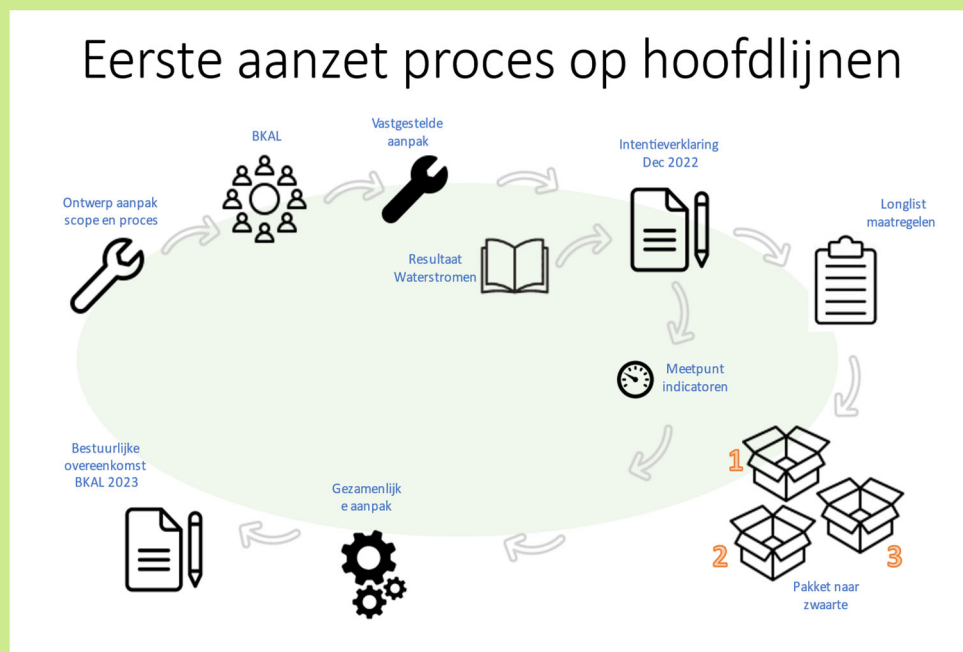 Eerste aanzet proces op hoofdlijnen
Ontwerp aanpak
scope en proces
BKAL
Vastgestelde
aanpak
Resultaat
Waterstromen
Intentieverklaring
Dec 2022
Longlist
maatregelen
Meetpunt
indicatoren
1
2
3
Pakket naar
zwaarte
Gezamenlijk
e aanpak
Bestuurlijke
overeenkomst
BKAL 2023